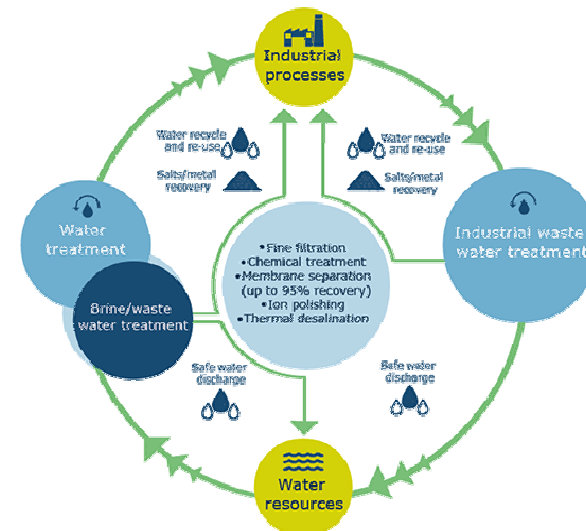 Industrial
processes
Water recycle
and re-use
Salts/metal
recovery
Water recycle
and re-use
Salts/metal
recovery
Water
treatment
Brine/waste
water treatment
•Fine filtration
•Chemical treatment
•Membrane separation
(up to 95% recovery)
•Ion polishing
•Thermal desalination
Industrial waste
water treatment
Safe water
discharge
Safe water
discharge
Water
resources